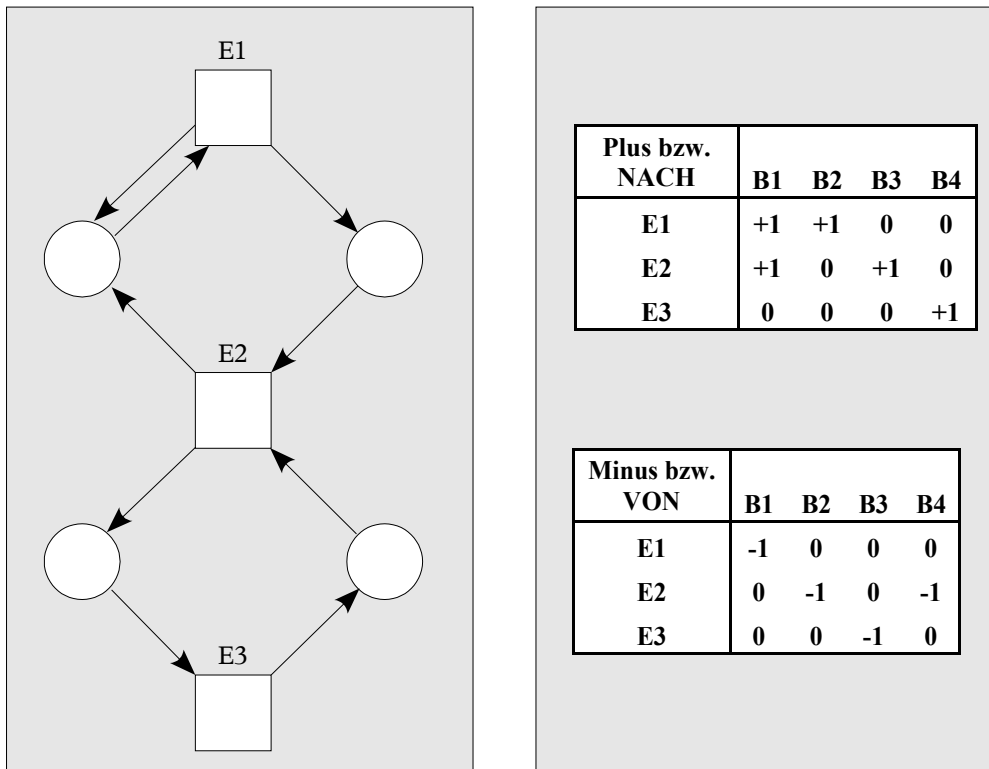 E1
E2
E3
Plus bzw.
NACH B1 B2 B3 B4
E1 +1 +1 0 0
E2 +1 0 +1 0
E3 0 0 0 +1
Minus bzw.
VON B1 B2 B3 B4
E1 -1 0 0 0
E2 0 -1 0 -1
E3 0 0 -1 0